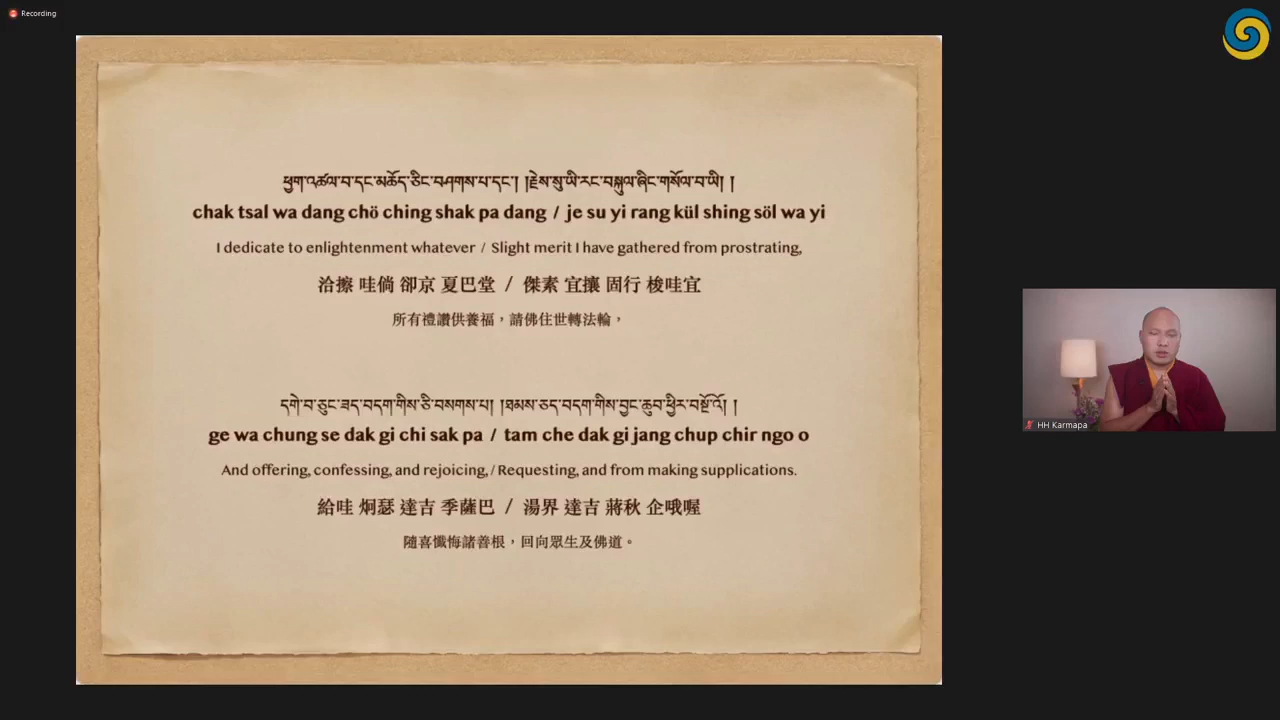 Recording
ཕྱག་འཚལ་བ་དང་མཆོད་ཅིང་བཤགས་པ་དང་། །རྗེས་སུ་ཡི་རང་བསྐུལ་ཞིང་གསོལ་བ་ཡི། །
chak tsal wa dang chö ching shak pa dang / je su yi rang kül shing söl wa yi
I dedicate to enlightenment whatever / Slight merit I have gathered from prostrating,
洽擦 哇倘 卻京 夏巴堂 / 傑素 宜攘 固行 梭哇宜
所有禮讚供養福，請佛住世轉法輪，
དགེ་བ་ཅུང་ཟད་བདག་གིས་ཅི་བསགས་པ། །ཐམས་ཅད་བདག་གིས་བྱང་ཆུབ་ཕྱིར་བསྔོ་འོ། །
ge wa chung se dak gi chi sak pa / tam che dak gi jang chup chir ngo o
And offering, confessing, and rejoicing, / Requesting, and from making supplications.
給哇 炯瑟 達吉 季薩巴 / 湯界 達吉 蔣秋 企哦喔
隨喜懺悔諸善根，回向眾生及佛道。
HH Karmapa